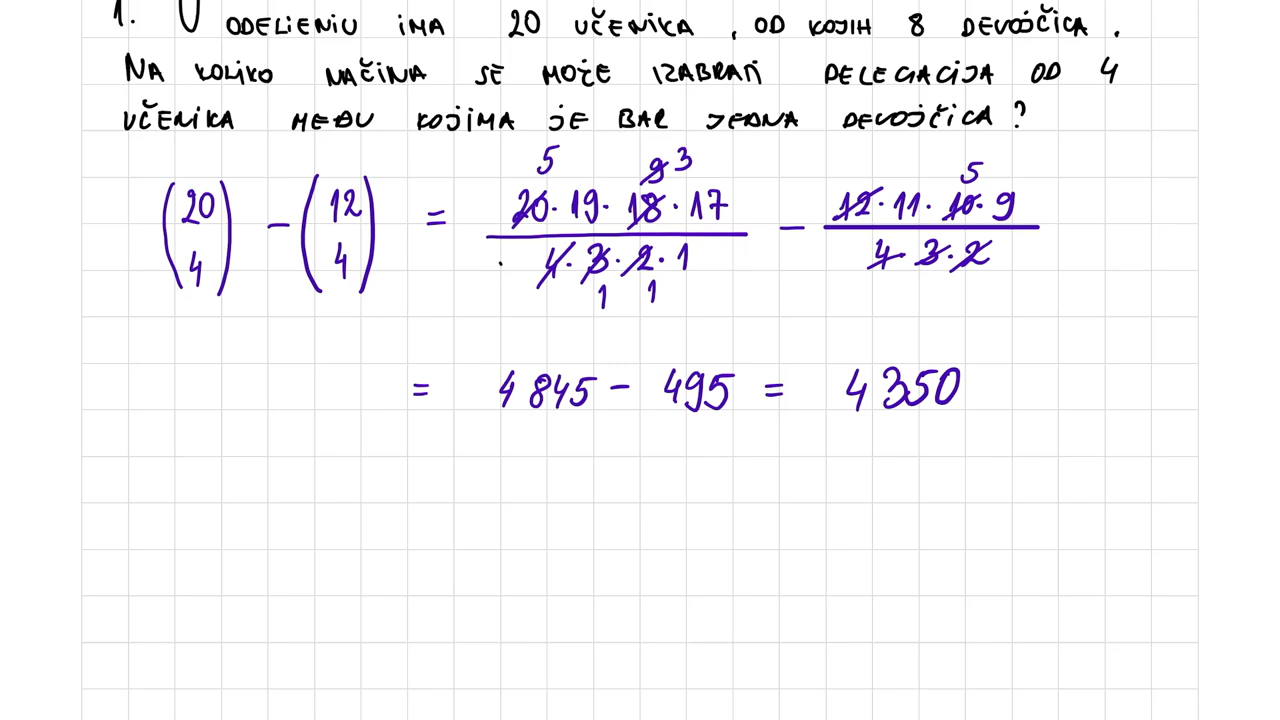 1. U ODELJENJU IMA 20 UČENIKA, OD KOJIH 8 DEVOJČICA.
NA KOLIKO NAČINA SE MOŽE IZABRATI DELEGACIJA OD 4
UČENIKA MEĐU KOJIMA JE BAR JEDNA DEVOJČICA?
5 9 3 5
(20 4) - (12 4) = 20·19·18·17 / 4·3·2·1 - 12·11·10·9 / 4·3·2
1 1
= 4845 - 495 = 4350